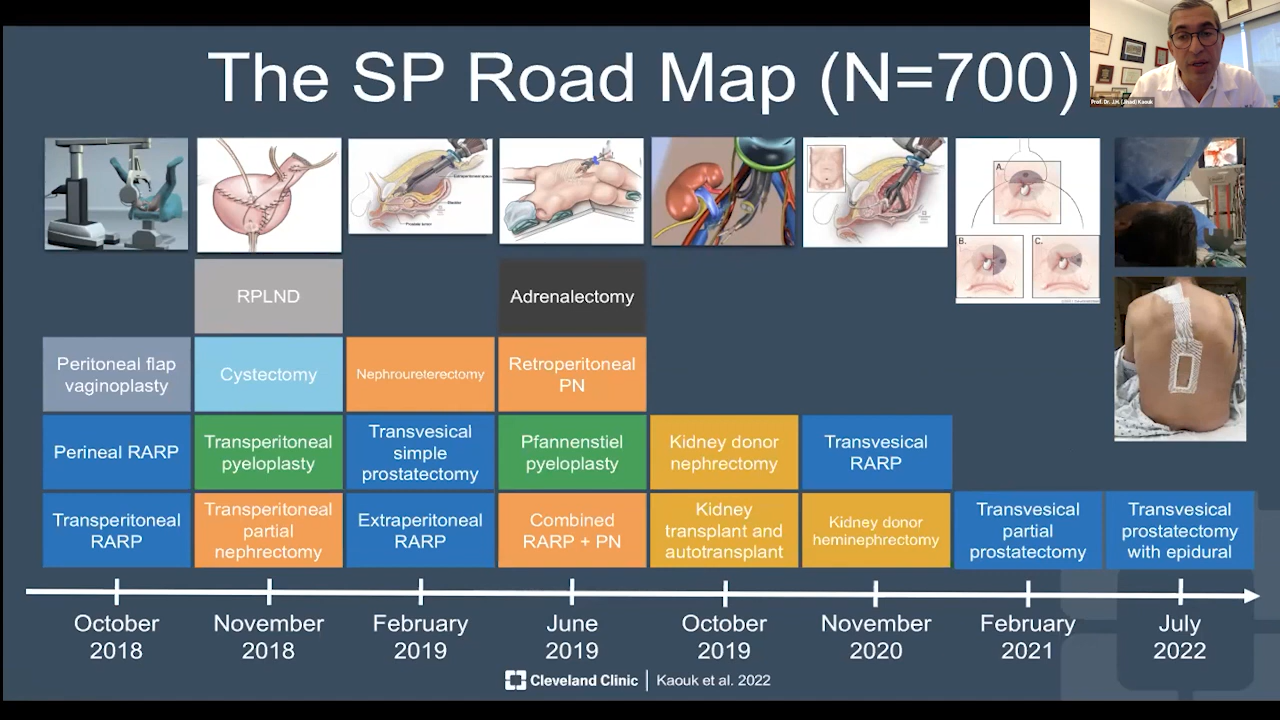 The SP Road Map (N=700)
Prof. Dr. J.H. (Jihad) Kaouk
Bladder
Prostate tumor
A.
B.
C.
RPLND
Adrenalectomy
Peritoneal flap
vaginoplasty
Cystectomy
Nephroureterectomy
Retroperitoneal
PN
Perineal RARP
Transperitoneal
pyeloplasty
Transvesical
simple
prostatectomy
Pfannenstiel
pyeloplasty
Kidney donor
nephrectomy
Transvesical
RARP
Transperitoneal
RARP
Transperitoneal
partial
nephrectomy
Extraperitoneal
RARP
Combined
RARP + PN
Kidney
transplant and
autotransplant
Kidney donor
heminephrectomy
Transvesical
partial
prostatectomy
Transvesical
prostatectomy
with epidural
October
2018
November
2018
February
2019
June
2019
October
2019
November
2020
February
2021
July
2022
Cleveland Clinic | Kaouk et al. 2022